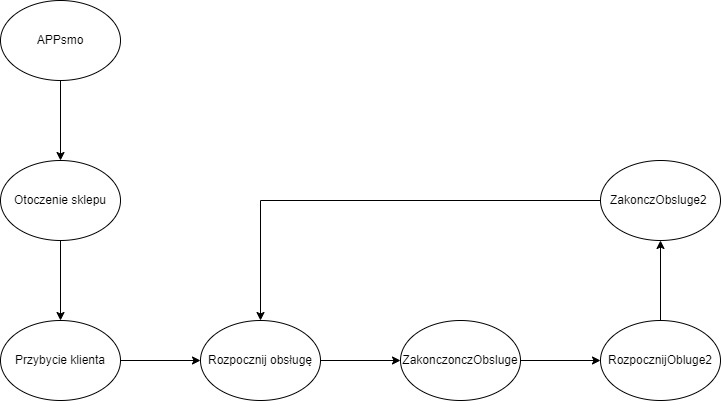 APPsmo
Otoczenie sklepu
ZakonczObsluge2
Przybycie klienta
Rozpocznij obsługę
ZakonczonczObsluge
RozpocznijObluge2